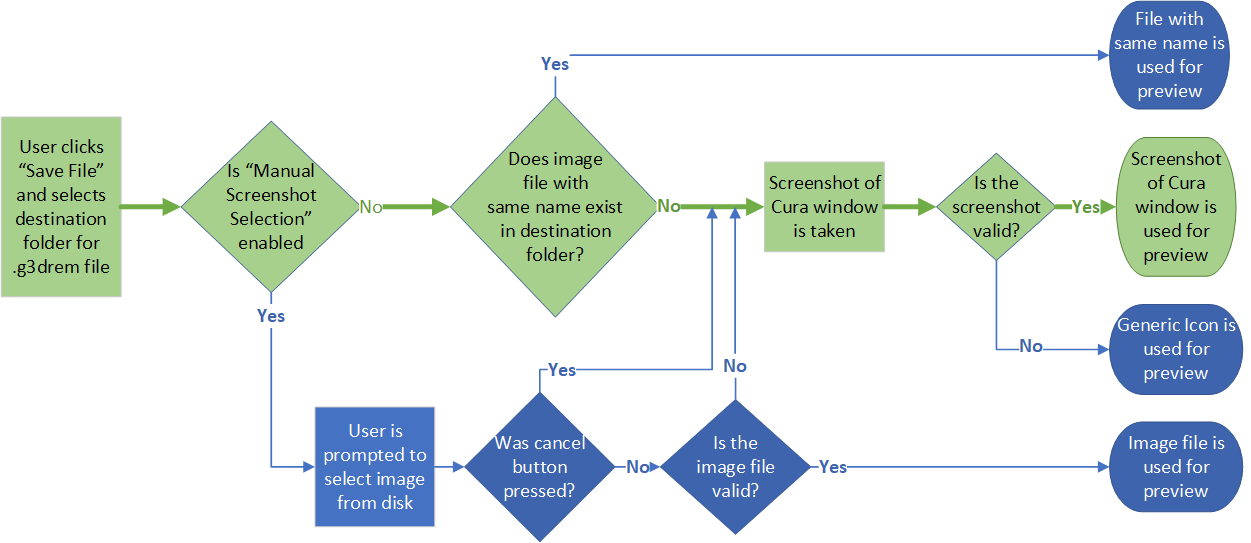 User clicks
“Save File”
and selects
destination
folder for
.g3drem file
Is “Manual
Screenshot
Selection”
enabled
No
Yes
Does image
file with
same name exist
in destination
folder?
Yes
No
File with
same name is
used for
preview
Screenshot of
Cura window
is taken
Is the
screenshot
valid?
Yes
No
Screenshot
of Cura
window is
used for
preview
Generic Icon is
used for
preview
User is
prompted to
select image
from disk
Was cancel
button
pressed?
Yes
No
Is the
image file
valid?
No
Yes
Image file is
used for
preview